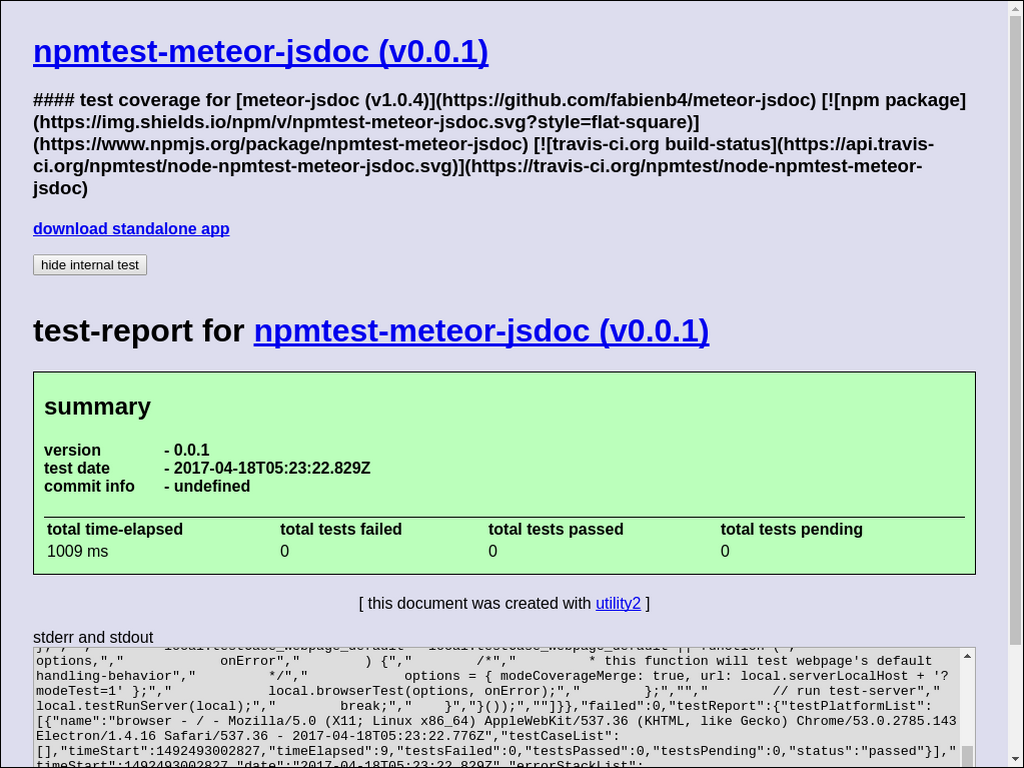 npmtest-meteor-jsdoc (v0.0.1)
#### test coverage for [meteor-jsdoc (v1.0.4)](https://github.com/fabienb4/meteor-jsdoc) [![npm package]
(https://img.shields.io/npm/v/npmtest-meteor-jsdoc.svg?style=flat-square)]
(https://www.npmjs.org/package/npmtest-meteor-jsdoc) [![travis-ci.org build-status](https://api.travis-
ci.org/npmtest/node-npmtest-meteor-jsdoc.svg)](https://travis-ci.org/npmtest/node-npmtest-meteor-
jsdoc)
download standalone app
hide internal test
test-report for npmtest-meteor-jsdoc (v0.0.1)
summary
version - 0.0.1
test date - 2017-04-18T05:23:22.829Z
commit info - undefined
total time-elapsed total tests failed total tests passed total tests pending
1009 ms 0 0 0
[ this document was created with utility2 ]
stderr and stdout
options,"," onError"," ) {"," /*"," * this function will test webpage's default
handling-behavior"," */"," options = { modeCoverageMerge: true, url: local.serverLocalHost + '?
modeTest=1' };"," local.browserTest(options, onError);"," };",""," // run test-server","
local.testRunServer(local);"," break;"," }","}());",""]}},"failed":0,"testReport":{"testPlatformList":
[{"name":"browser - / - Mozilla/5.0 (X11; Linux x86_64) AppleWebKit/537.36 (KHTML, like Gecko) Chrome/53.0.2785.143
Electron/1.4.16 Safari/537.36 - 2017-04-18T05:23:22.776Z","testCaseList":
[],"timeStart":1492493002827,"timeElapsed":9,"testsFailed":0,"testsPassed":0,"testsPending":0,"status":"passed"}],"
timeStart":1492493002827,"date":"2017-04-18T05:23:22.829Z","errorStackList":